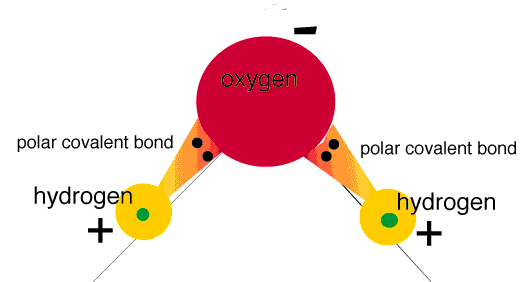 -
oxygen
polar covalent bond
polar covalent bond
hydrogen
hydrogen
+
+